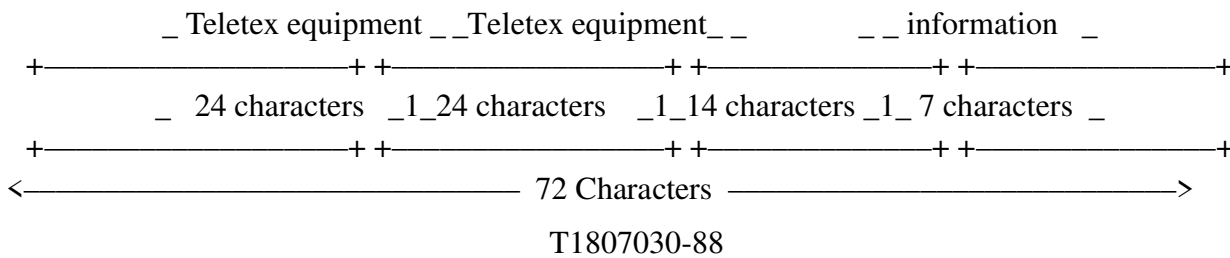 _ Teletex equipment _ _Teletex equipment_ _ _ _ information _
+———————————————————+ +—————————————————+ +——————————————+ +———————————————+
_ 24 characters _1_24 characters _1_14 characters _1_ 7 characters _
+———————————————————+ +—————————————————+ +——————————————+ +———————————————+
<——————————————————————————————— 72 Characters ————————————————————————————>
T1807030-88